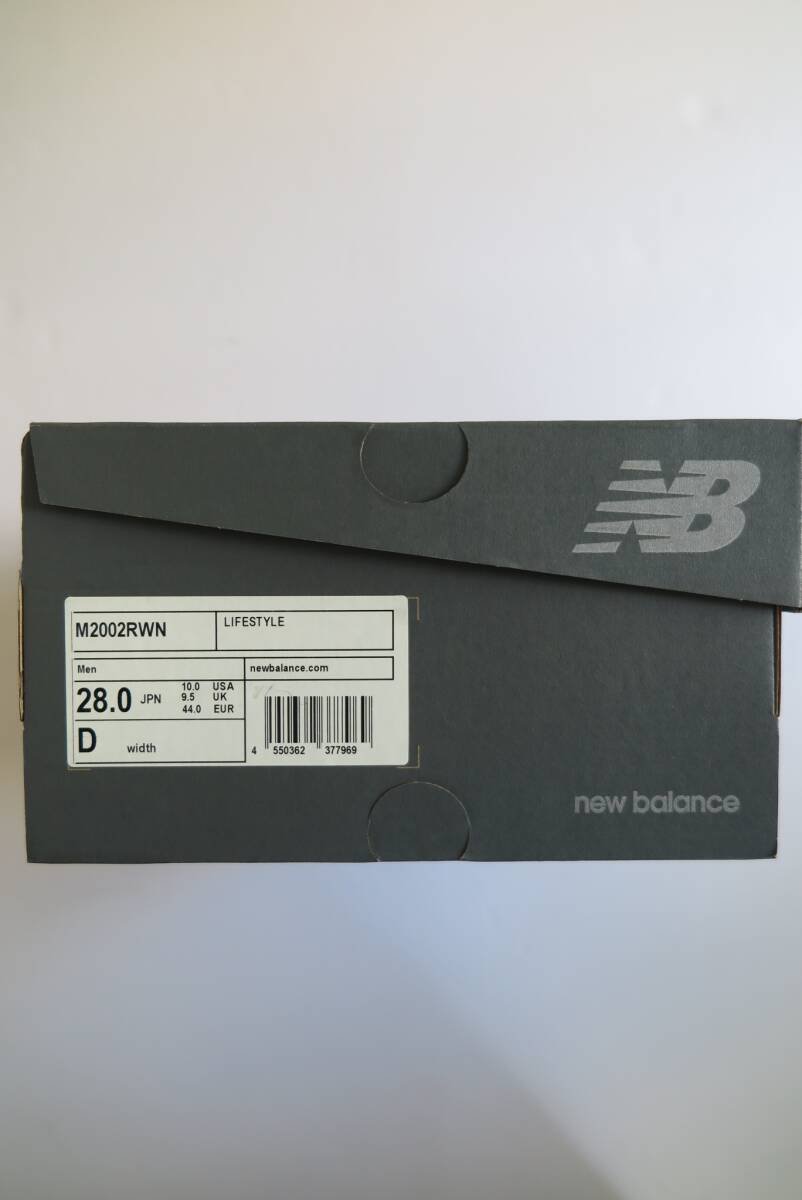 NB
M2002RWN
LIFESTYLE
Men
newbalance.com
28.0 JPN
10.0 USA
9.5 UK
44.0 EUR
D width
4 550362 377969
new balance